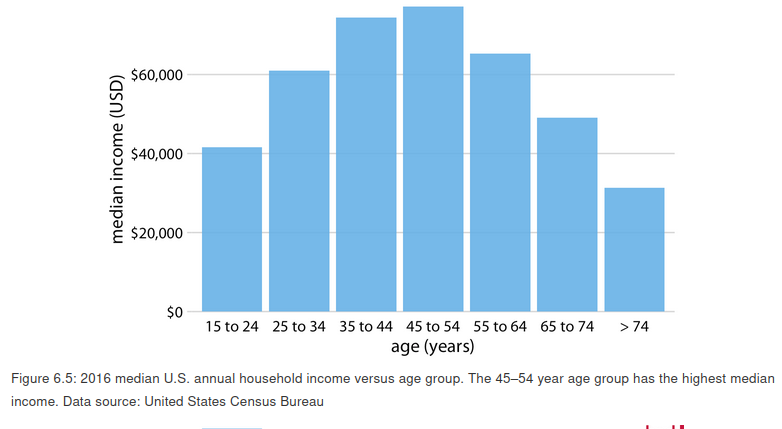 $60,000
$40,000
$20,000
$0
median income (USD)
15 to 24 25 to 34 35 to 44 45 to 54 55 to 64 65 to 74 > 74
age (years)
Figure 6.5: 2016 median U.S. annual household income versus age group. The 45–54 year age group has the highest median
income. Data source: United States Census Bureau